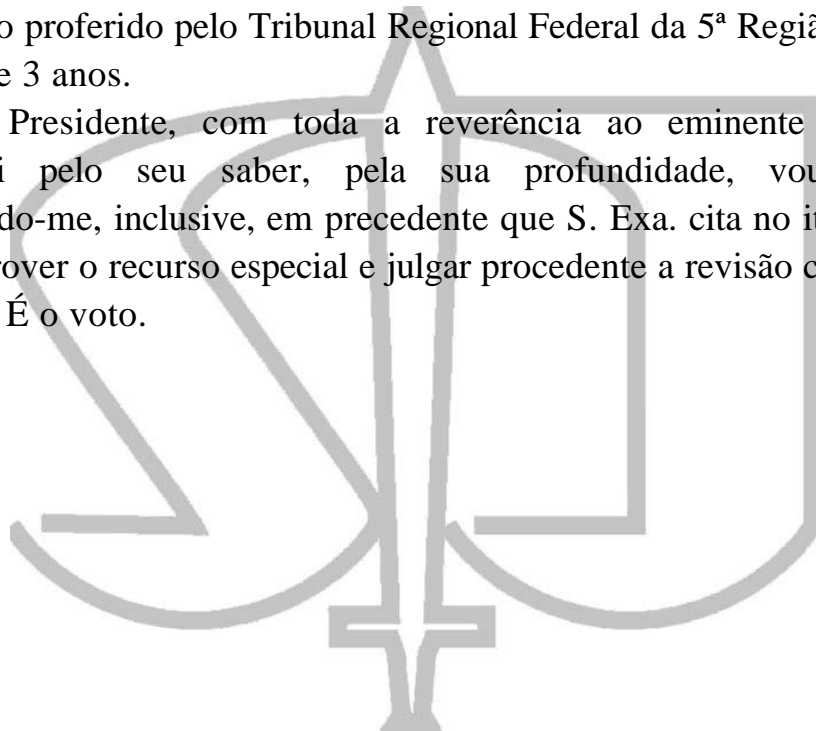 o proferido pelo Tribunal Regional Federal da 5ª Regiã
e 3 anos.
Presidente, com toda a reverência ao eminente
i pelo seu saber, pela sua profundidade, vou
do-me, inclusive, em precedente que S. Exa. cita no it
rover o recurso especial e julgar procedente a revisão c
É o voto.